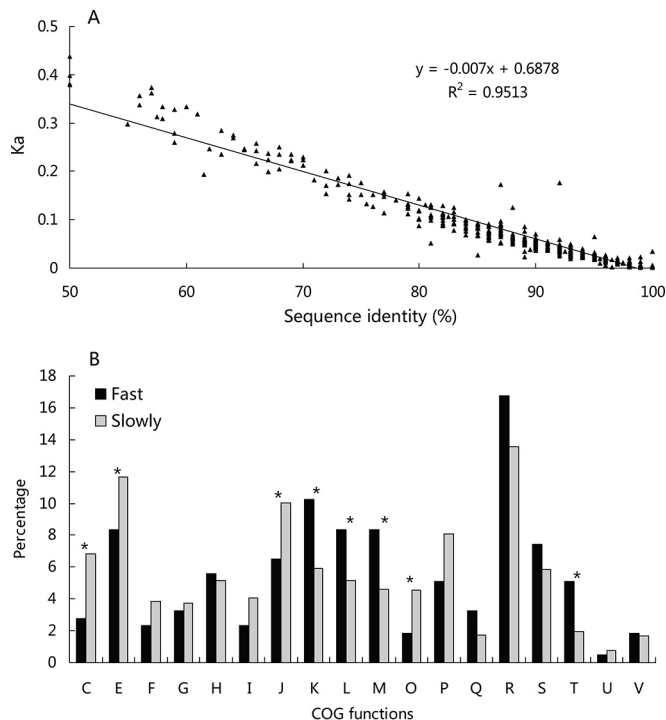 A
0.5
0.4
0.3
0.2
0.1
0
Ka
y = -0.007x + 0.6878
R² = 0.9513
50 60 70 80 90 100
Sequence identity (%)
B
18
16
14
12
10
8
6
4
2
0
Percentage
Fast
Slowly
* * * * * * * *
C E F G H I J K L M O P Q R S T U V
COG functions